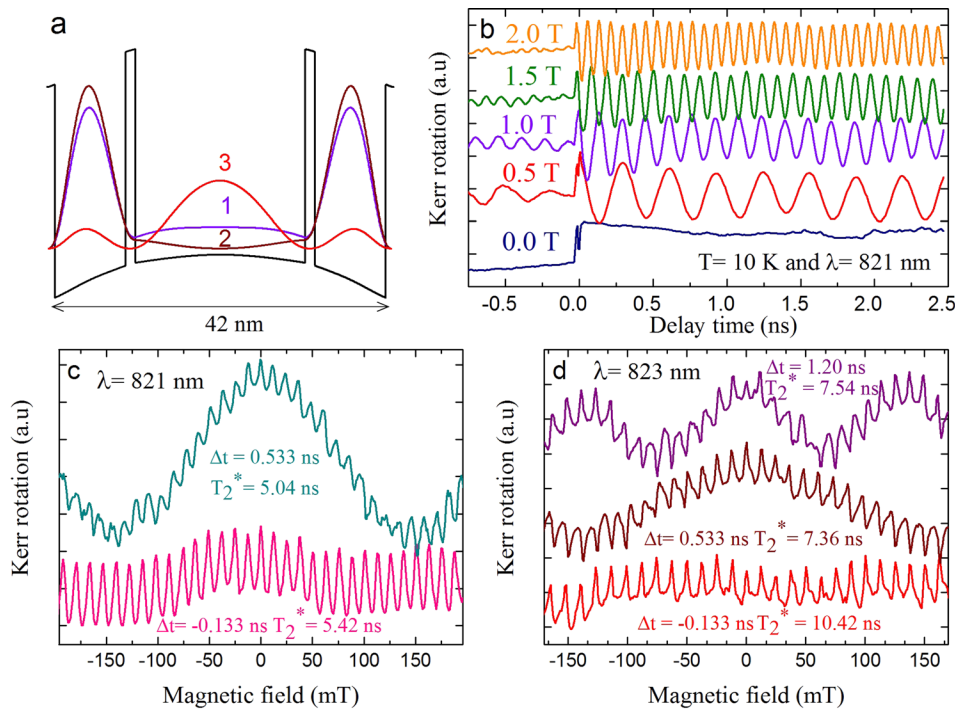 a
3
1
2
42 nm
b
2.0 T
1.5 T
1.0 T
0.5 T
0.0 T
T= 10 K and λ= 821 nm
Kerr rotation (a.u)
-0.5 0.0 0.5 1.0 1.5 2.0 2.5
Delay time (ns)
c λ= 821 nm
Δt = 0.533 ns
T2* = 5.04 ns
Δt= -0.133 ns T2* = 5.42 ns
Kerr rotation (a.u)
-150 -100 -50 0 50 100 150
Magnetic field (mT)
d λ= 823 nm
Δt = 1.20 ns
T2* = 7.54 ns
Δt= 0.533 ns T2* = 7.36 ns
Δt= -0.133 ns T2* = 10.42 ns
Kerr rotation (a.u)
-150 -100 -50 0 50 100 150
Magnetic field (mT)